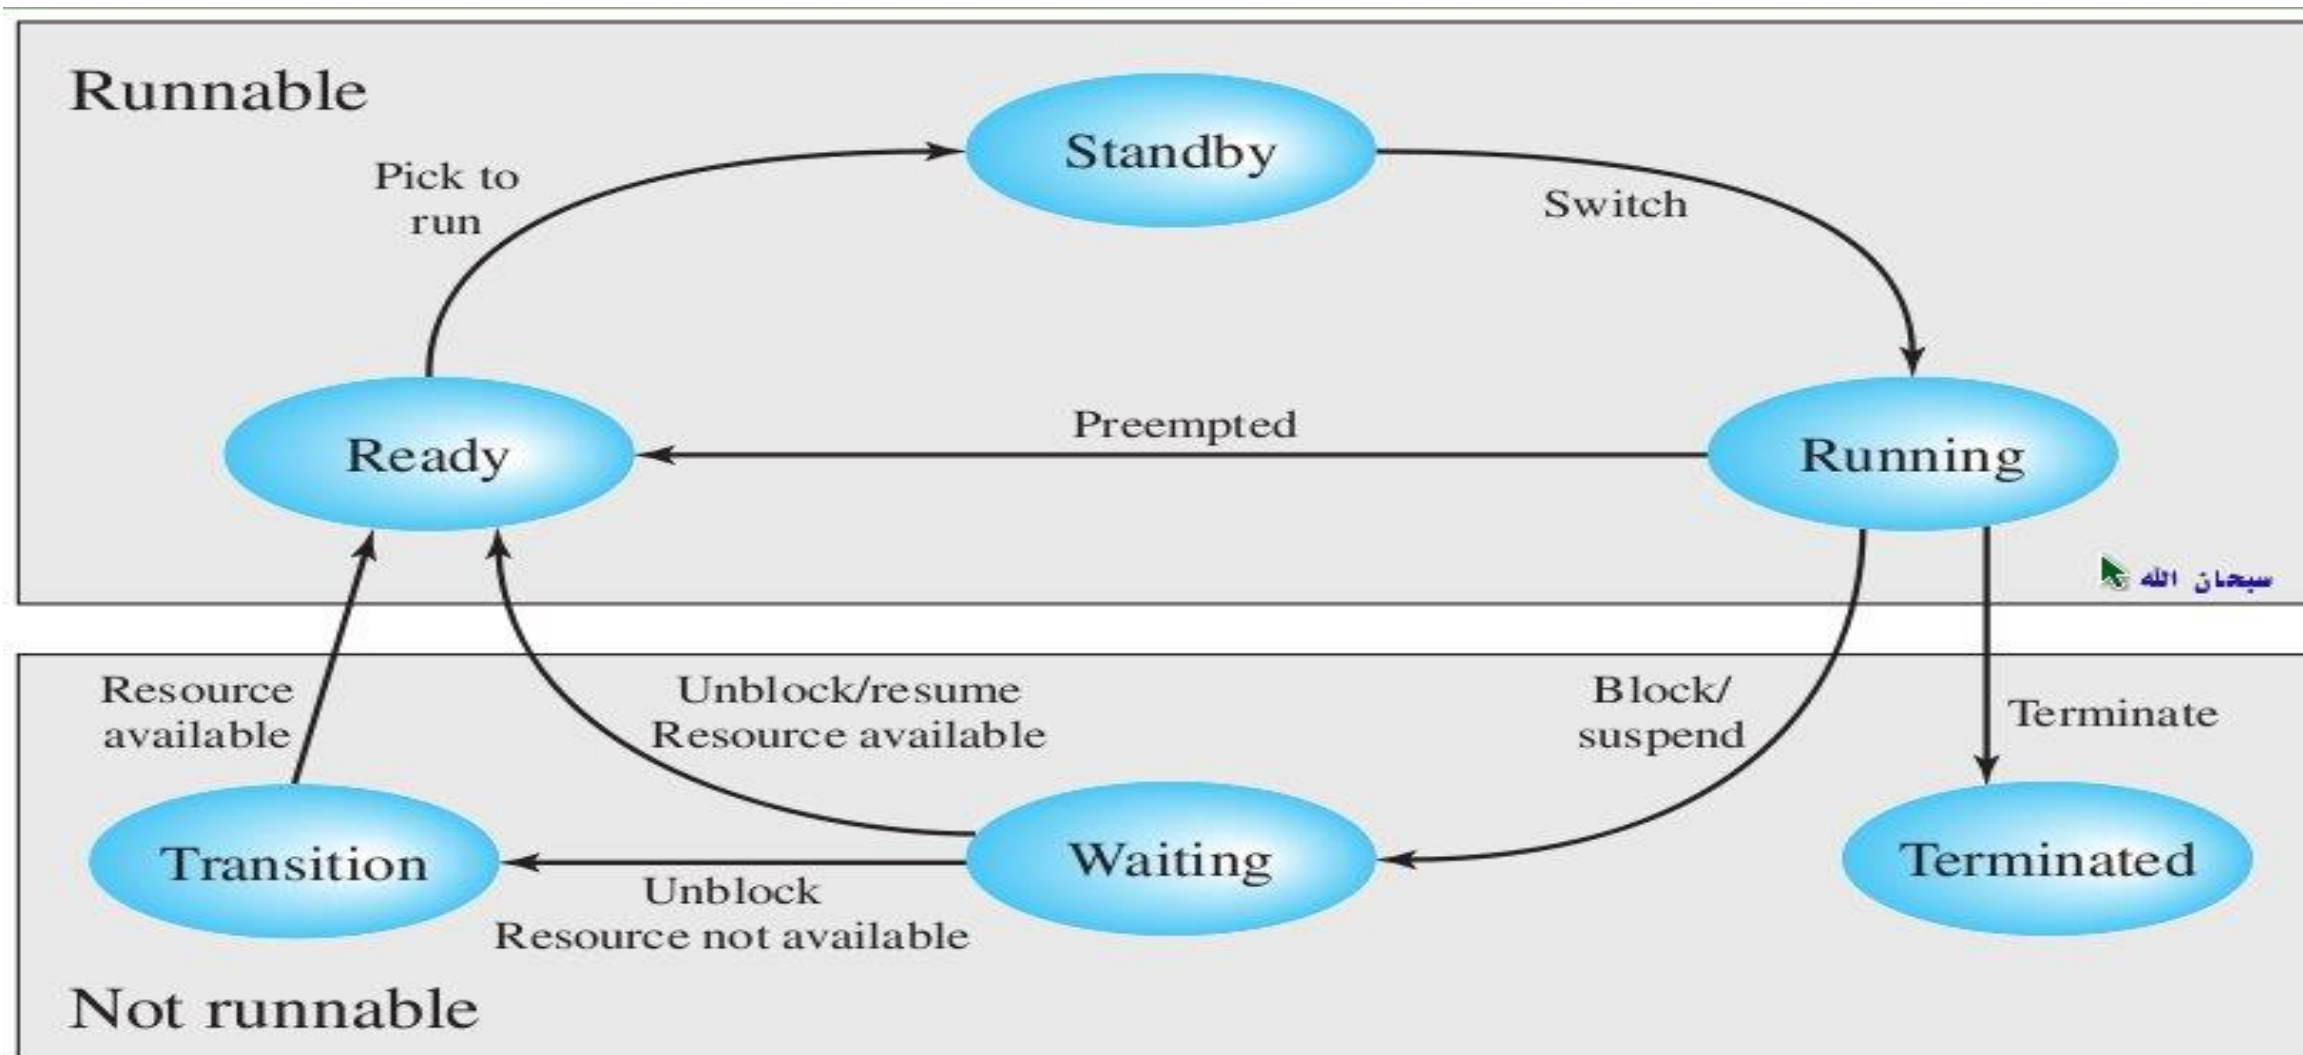 Runnable
Standby
Pick to
run
Switch
Preempted
Ready
Running
سبحان الله
Resource
available
Unblock/resume
Resource available
Block/
suspend
Terminate
Transition
Waiting
Terminated
Unblock
Resource not available
Not runnable